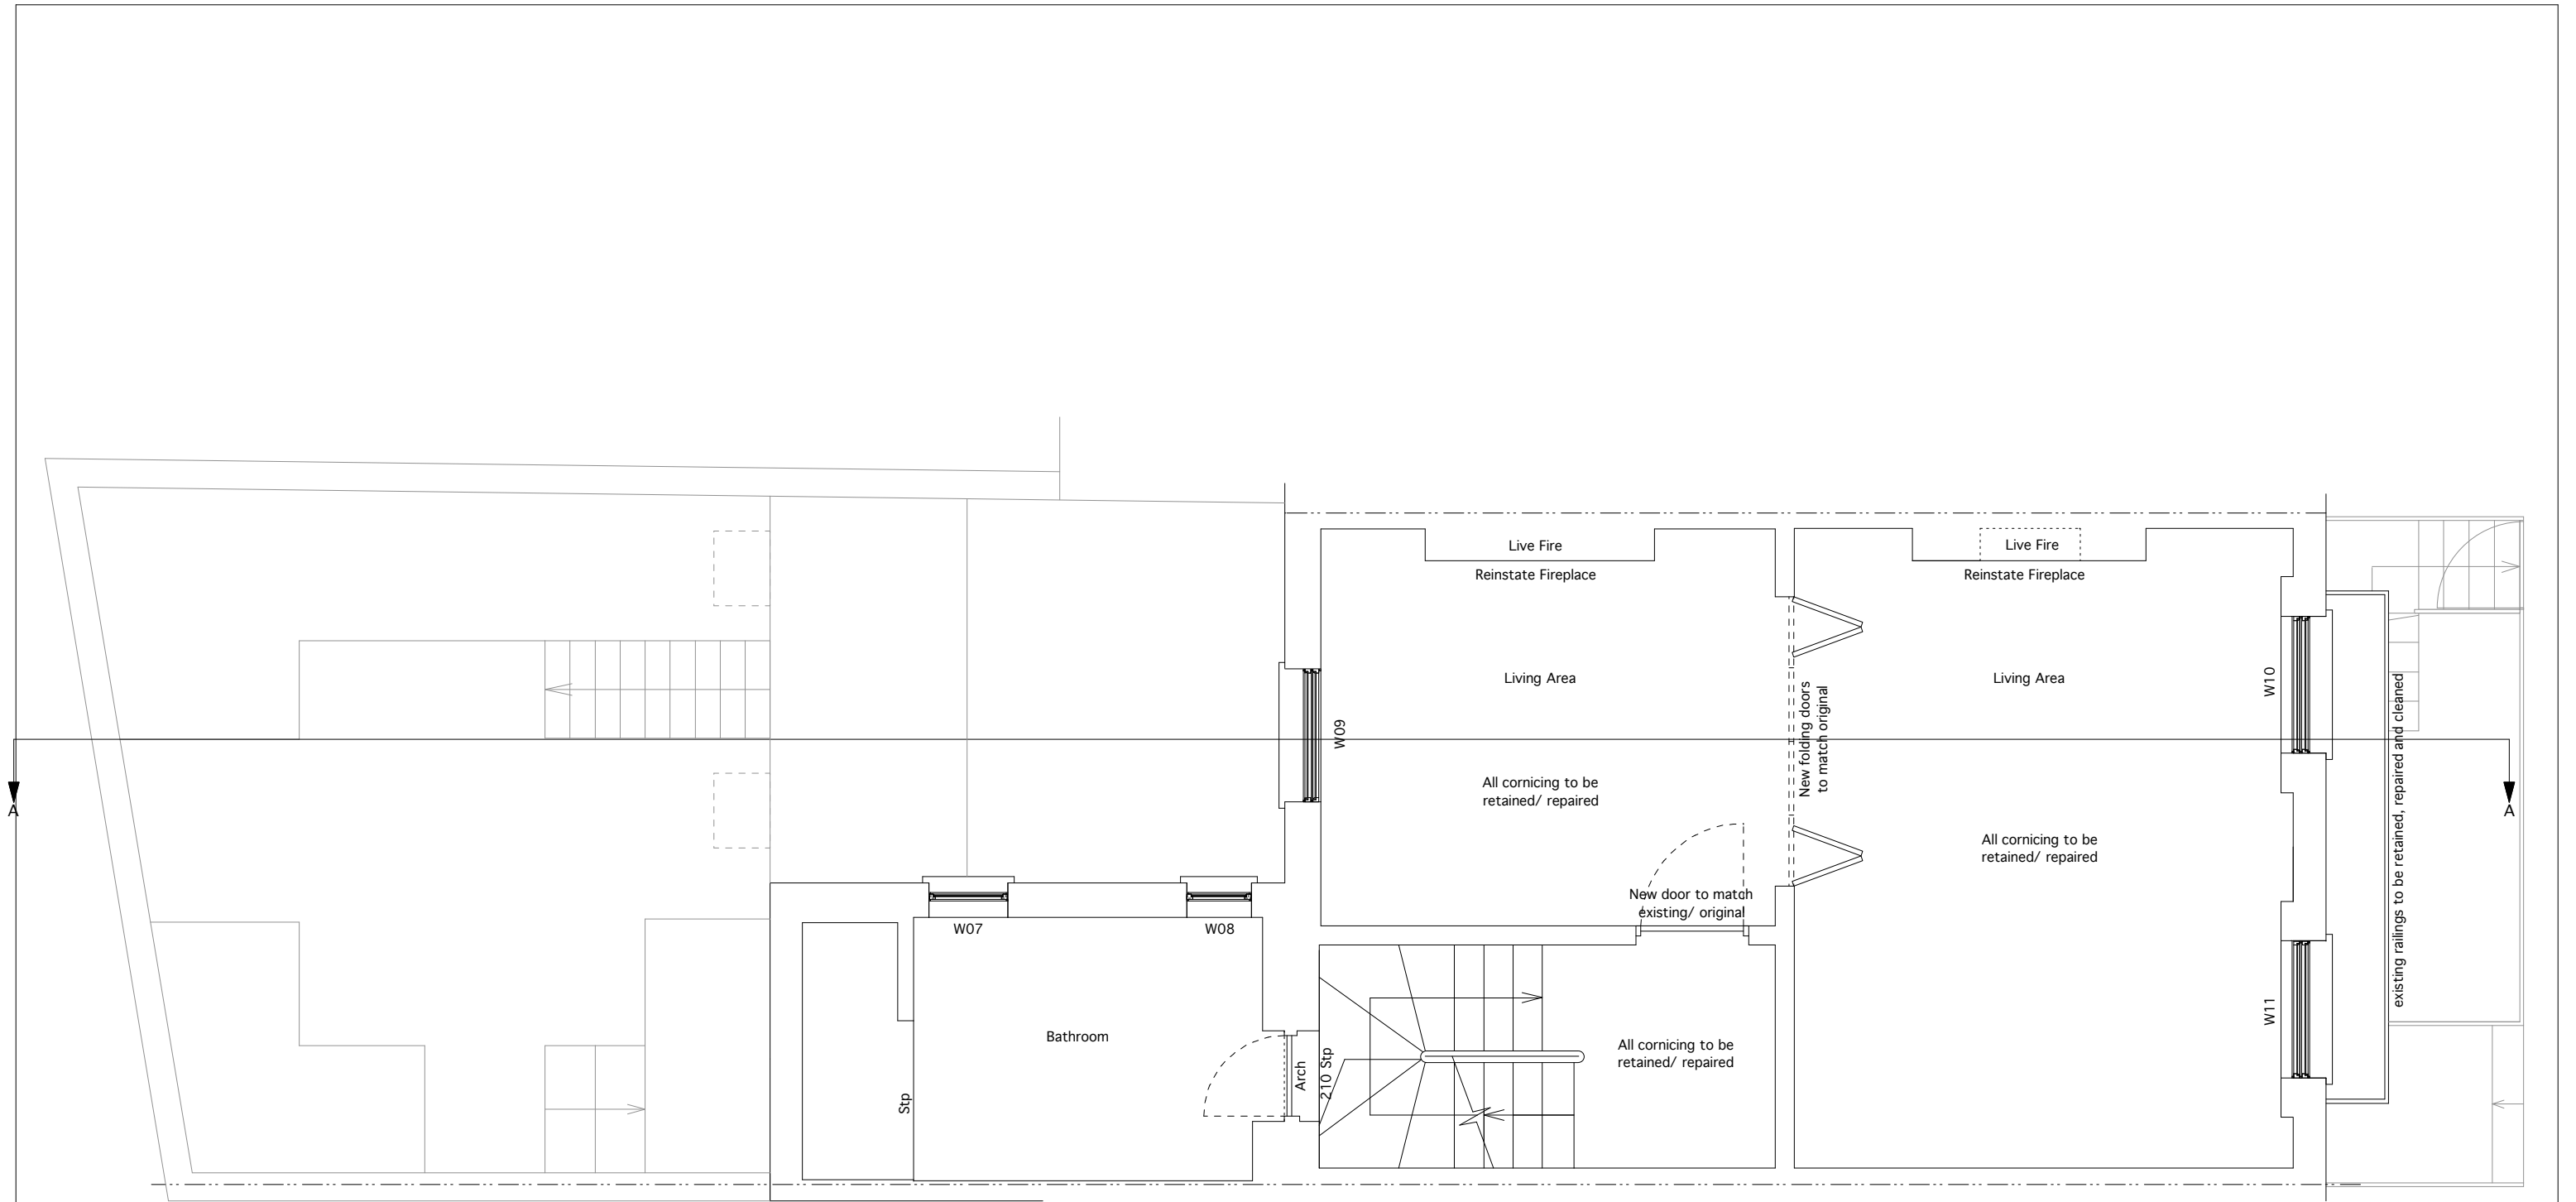 Live Fire
Reinstate Fireplace
Live Fire
Reinstate Fireplace
Living Area
Living Area
W09
W10
New folding doors
to match original
existing railings to be retained, repaired and cleaned
All cornicing to be
retained/ repaired
A
A
All cornicing to be
retained/ repaired
New door to match
existing/ original
W07
W08
W11
Bathroom
Stp
Arch
210 Stp
All cornicing to be
retained/ repaired